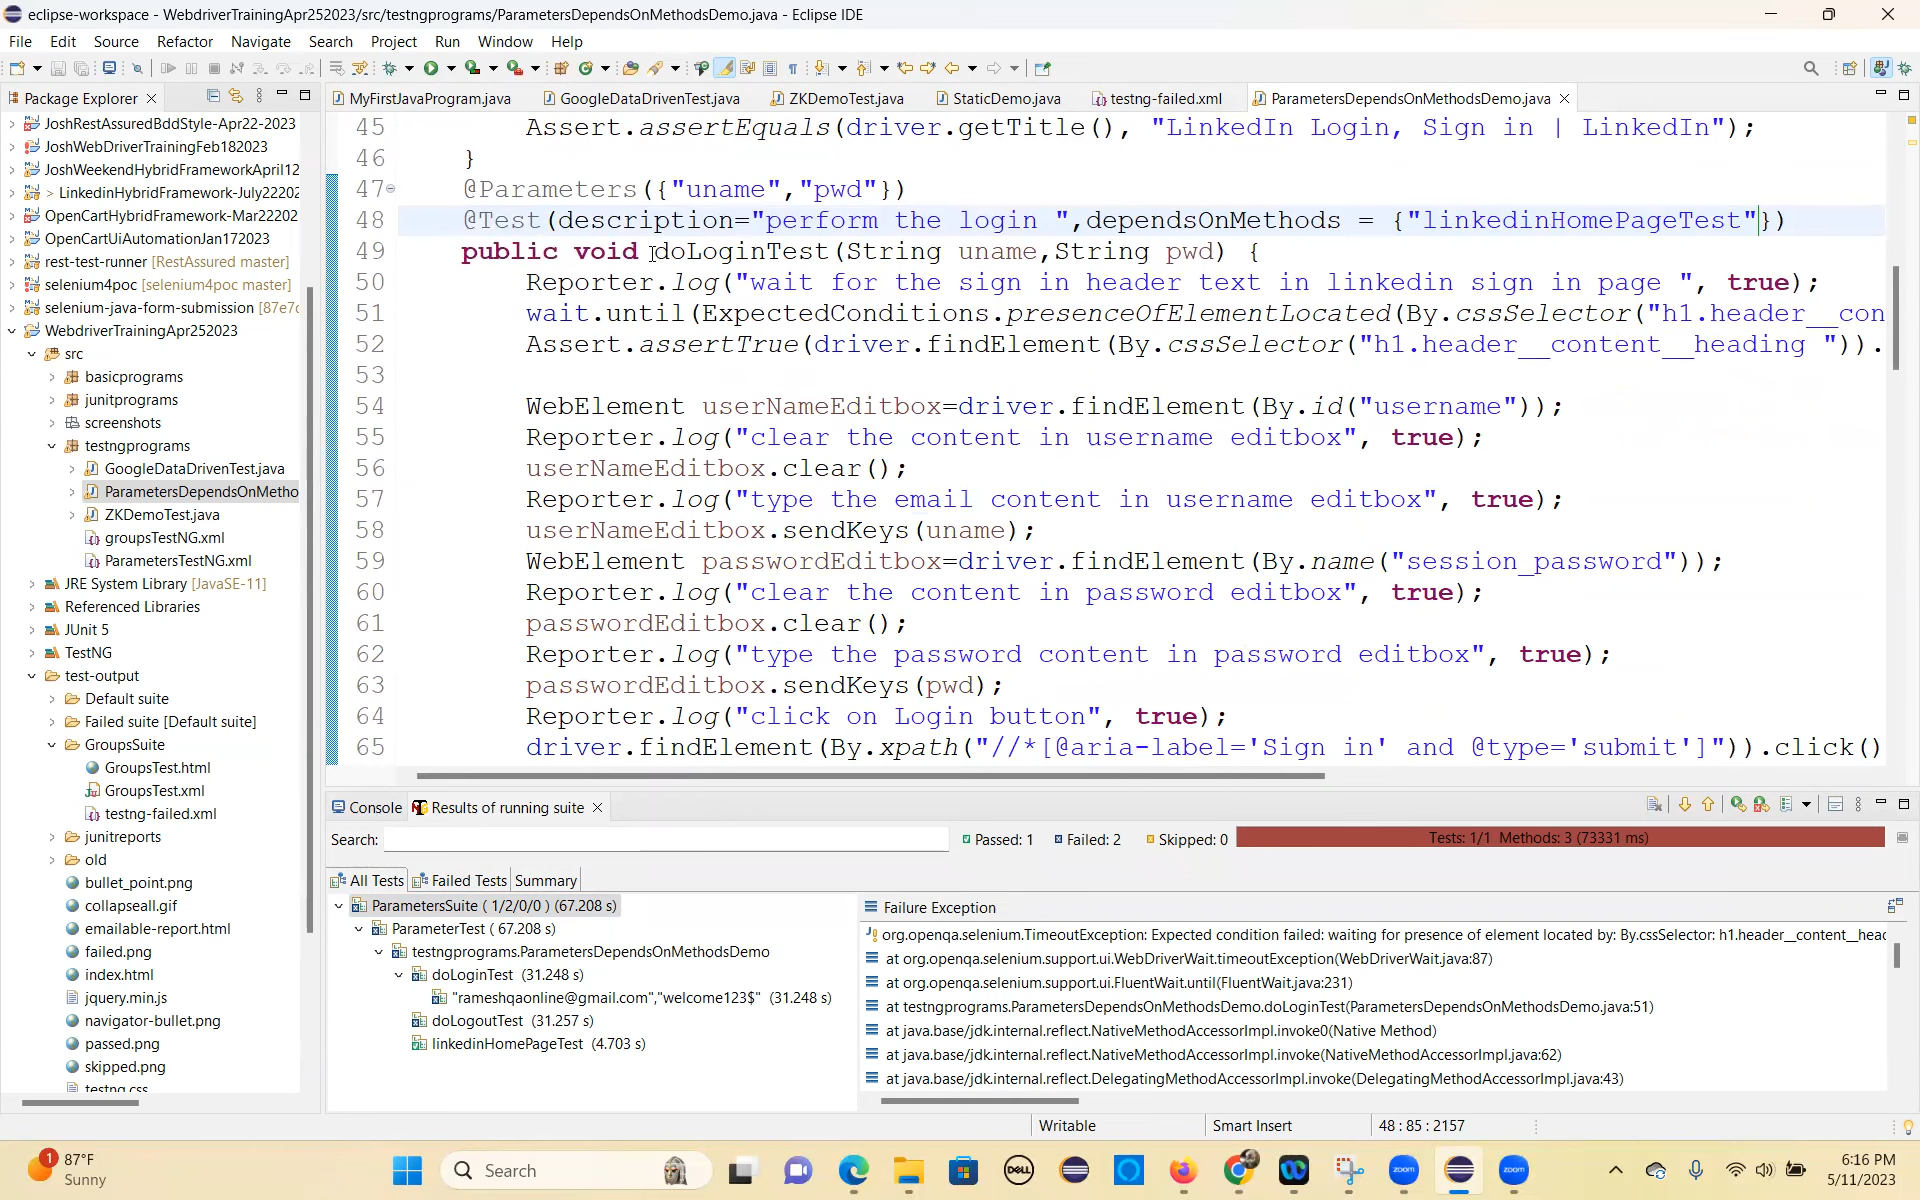 eclipse-workspace - WebdriverTrainingApr252023/src/testngprograms/ParametersDependsOnMethodsDemo.java - Eclipse IDE
File Edit Source Refactor Navigate Search Project Run Window Help
Package Explorer
MyFirstJavaProgram.java GoogleDataDrivenTest.java ZKDemoTest.java StaticDemo.java testng-failed.xml ParametersDependsOnMethodsDemo.java
JoshRestAssuredBddStyle-Apr22-2023
JoshWebDriverTrainingFeb182023
JoshWeekendHybridFrameworkApril12
> LinkedinHybridFramework-July22202
OpenCartHybridFramework-Mar22202
OpenCartUiAutomationJan172023
rest-test-runner [RestAssured master]
selenium4poc [selenium4poc master]
selenium-java-form-submission [87e7c
WebdriverTrainingApr252023
src
basicprograms
junitprograms
screenshots
testngprograms
GoogleDataDrivenTest.java
ParametersDependsOnMetho
ZKDemoTest.java
groupsTestNG.xml
ParametersTestNG.xml
JRE System Library [JavaSE-11]
Referenced Libraries
JUnit 5
TestNG
test-output
Default suite
Failed suite [Default suite]
GroupsSuite
GroupsTest.html
GroupsTest.xml
testng-failed.xml
junitreports
old
bullet_point.png
collapseall.gif
emailable-report.html
failed.png
index.html
jquery.min.js
navigator-bullet.png
passed.png
skipped.png
testng.css
45 Assert.assertEquals(driver.getTitle(), "LinkedIn Login, Sign in | LinkedIn");
46 }
47 @Parameters({"uname","pwd"})
48 @Test(description="perform the login ",dependsOnMethods = {"linkedinHomePageTest"})
49 public void doLoginTest(String uname,String pwd) {
50 Reporter.log("wait for the sign in header text in linkedin sign in page ", true);
51 wait.until(ExpectedConditions.presenceOfElementLocated(By.cssSelector("h1.header__con
52 Assert.assertTrue(driver.findElement(By.cssSelector("h1.header__content__heading ")).
53
54 WebElement userNameEditbox=driver.findElement(By.id("username"));
55 Reporter.log("clear the content in username editbox", true);
56 userNameEditbox.clear();
57 Reporter.log("type the email content in username editbox", true);
58 userNameEditbox.sendKeys(uname);
59 WebElement passwordEditbox=driver.findElement(By.name("session_password"));
60 Reporter.log("clear the content in password editbox", true);
61 passwordEditbox.clear();
62 Reporter.log("type the password content in password editbox", true);
63 passwordEditbox.sendKeys(pwd);
64 Reporter.log("click on Login button", true);
65 driver.findElement(By.xpath("//*[@aria-label='Sign in' and @type='submit']")).click()
Console Results of running suite
Search: Passed: 1 Failed: 2 Skipped: 0 Tests: 1/1 Methods: 3 (73331 ms)
All Tests Failed Tests Summary
ParametersSuite ( 1/2/0/0 ) (67.208 s)
ParameterTest ( 67.208 s)
testngprograms.ParametersDependsOnMethodsDemo
doLoginTest (31.248 s)
"rameshqaonline@gmail.com","welcome123$" (31.248 s)
doLogoutTest (31.257 s)
linkedinHomePageTest (4.703 s)
Failure Exception
org.openqa.selenium.TimeoutException: Expected condition failed: waiting for presence of element located by: By.cssSelector: h1.header__content__heac
at org.openqa.selenium.support.ui.WebDriverWait.timeoutException(WebDriverWait.java:87)
at org.openqa.selenium.support.ui.FluentWait.until(FluentWait.java:231)
at testngprograms.ParametersDependsOnMethodsDemo.doLoginTest(ParametersDependsOnMethodsDemo.java:51)
at java.base/jdk.internal.reflect.NativeMethodAccessorImpl.invoke0(Native Method)
at java.base/jdk.internal.reflect.NativeMethodAccessorImpl.invoke(NativeMethodAccessorImpl.java:62)
at java.base/jdk.internal.reflect.DelegatingMethodAccessorImpl.invoke(DelegatingMethodAccessorImpl.java:43)
Writable Smart Insert 48 : 85 : 2157
1 87°F
Sunny
Search
DELL
zoom
zoom
6:16 PM
5/11/2023